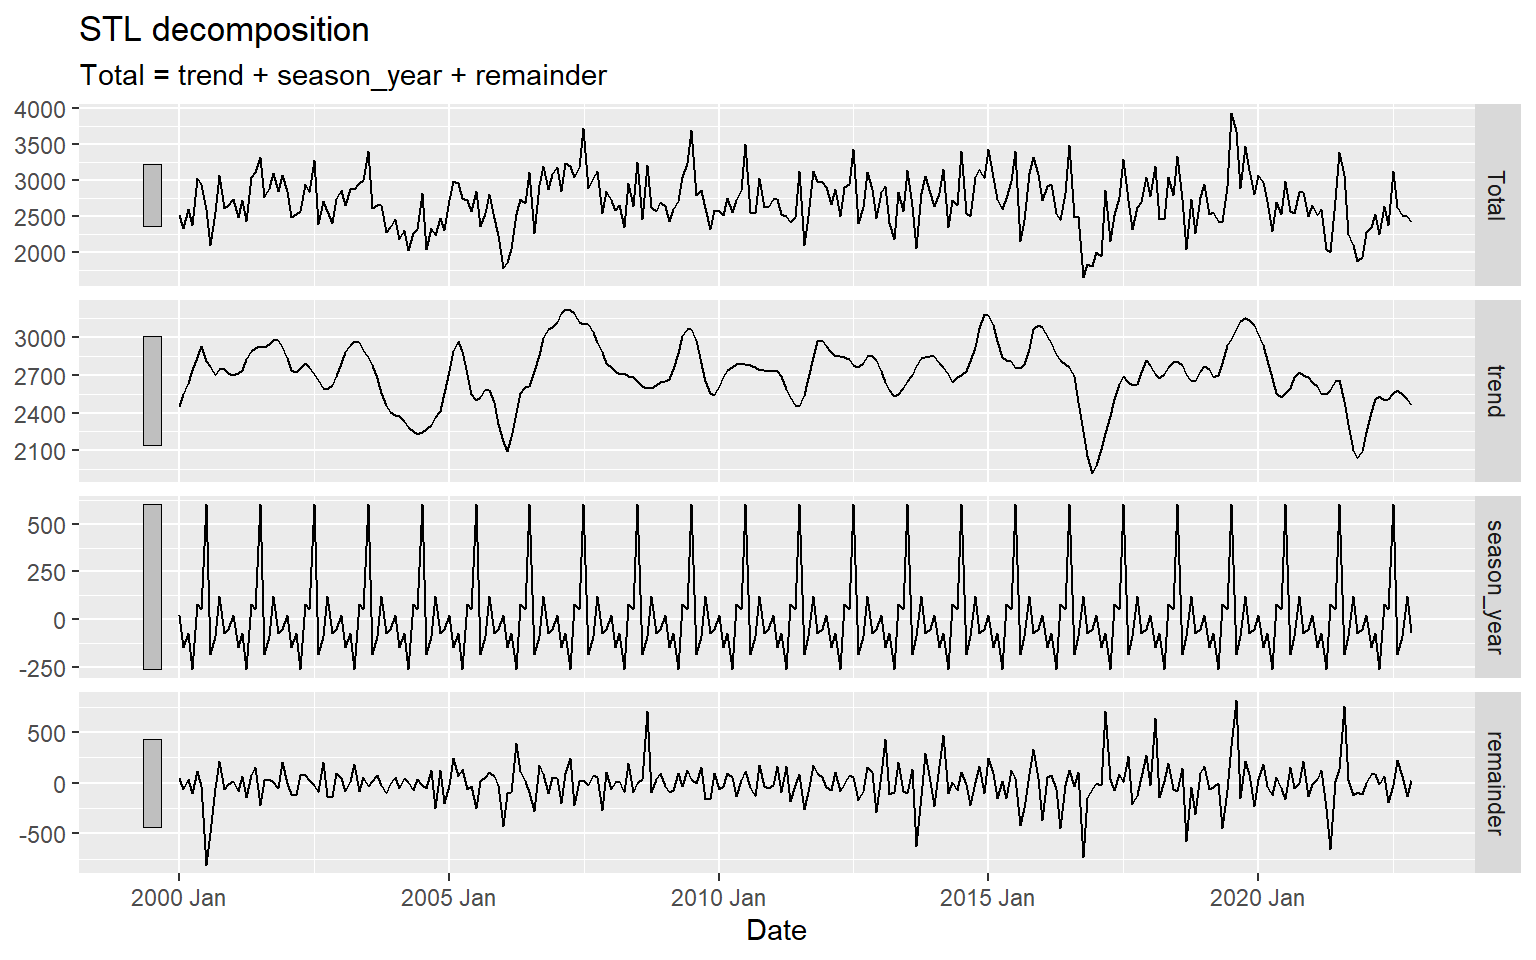 STL decomposition
Total = trend + season_year + remainder
4000
3500
3000
2500
2000
Total
3000
2700
2400
2100
trend
500
250
0
-250
season_year
500
0
-500
remainder
2000 Jan 2005 Jan 2010 Jan 2015 Jan 2020 Jan
Date